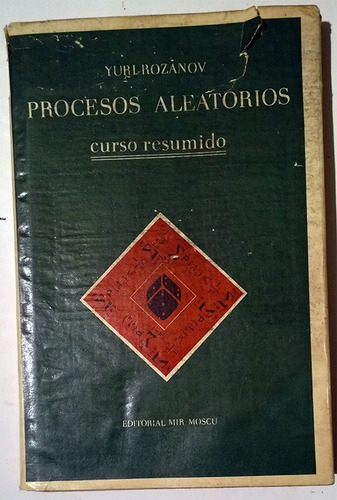 YURI ROZANOV
PROCESOS ALEATORIOS
curso resumido
EDITORIAL MIR MOSCU